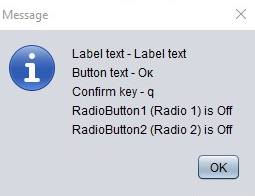 Message
Label text - Label text
Button text - Ок
Confirm key - q
RadioButton1 (Radio 1) is Off
RadioButton2 (Radio 2) is Off
OK